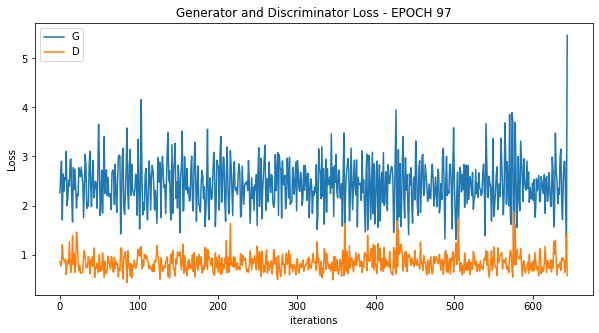 Generator and Discriminator Loss - EPOCH 97
G
D
Loss
5
4
3
2
1
0 100 200 300 400 500 600
iterations